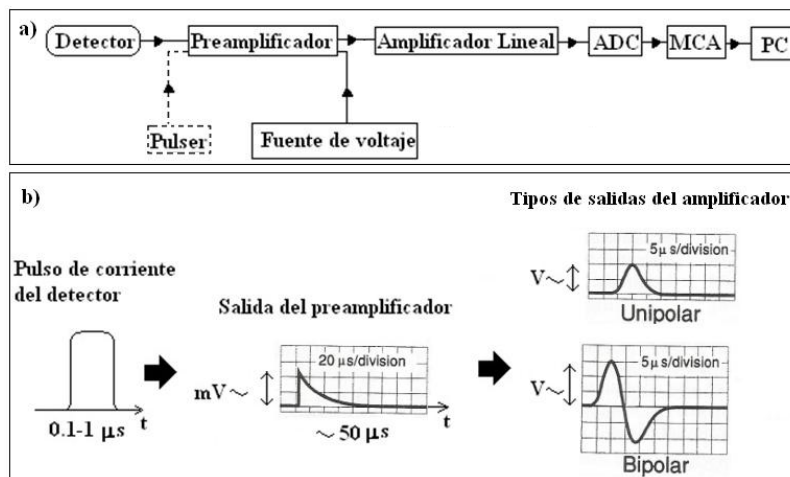 a)
Detector
Preamplificador
Amplificador Lineal
ADC
MCA
PC
Pulser
Fuente de voltaje
b)
Tipos de salidas del amplificador
Pulso de corriente
del detector
Salida del preamplificador
5μs/division
V~
Unipolar
20 μs/division
mV~
5μs/division
V~
0.1-1 μs
t
~50 μs
t
Bipolar